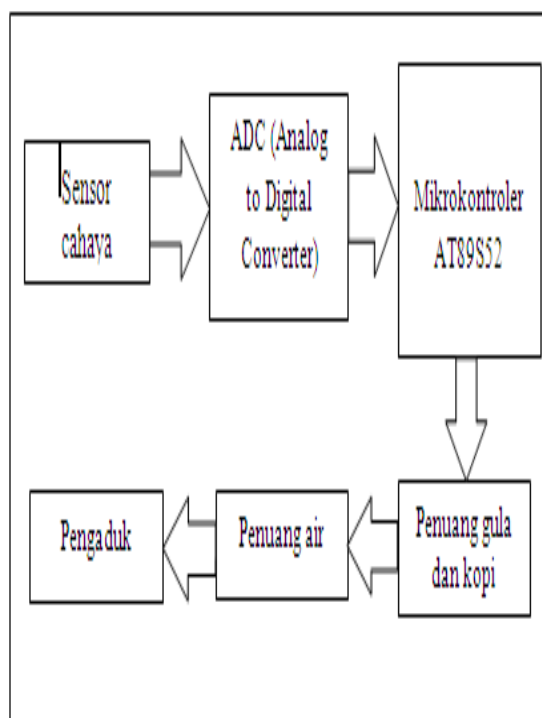 Sensor
cahaya
ADC (Analog
to Digital
Converter)
Mikrokontroler
AT89S52
Penuang gula
dan kopi
Penuang air
Pengaduk